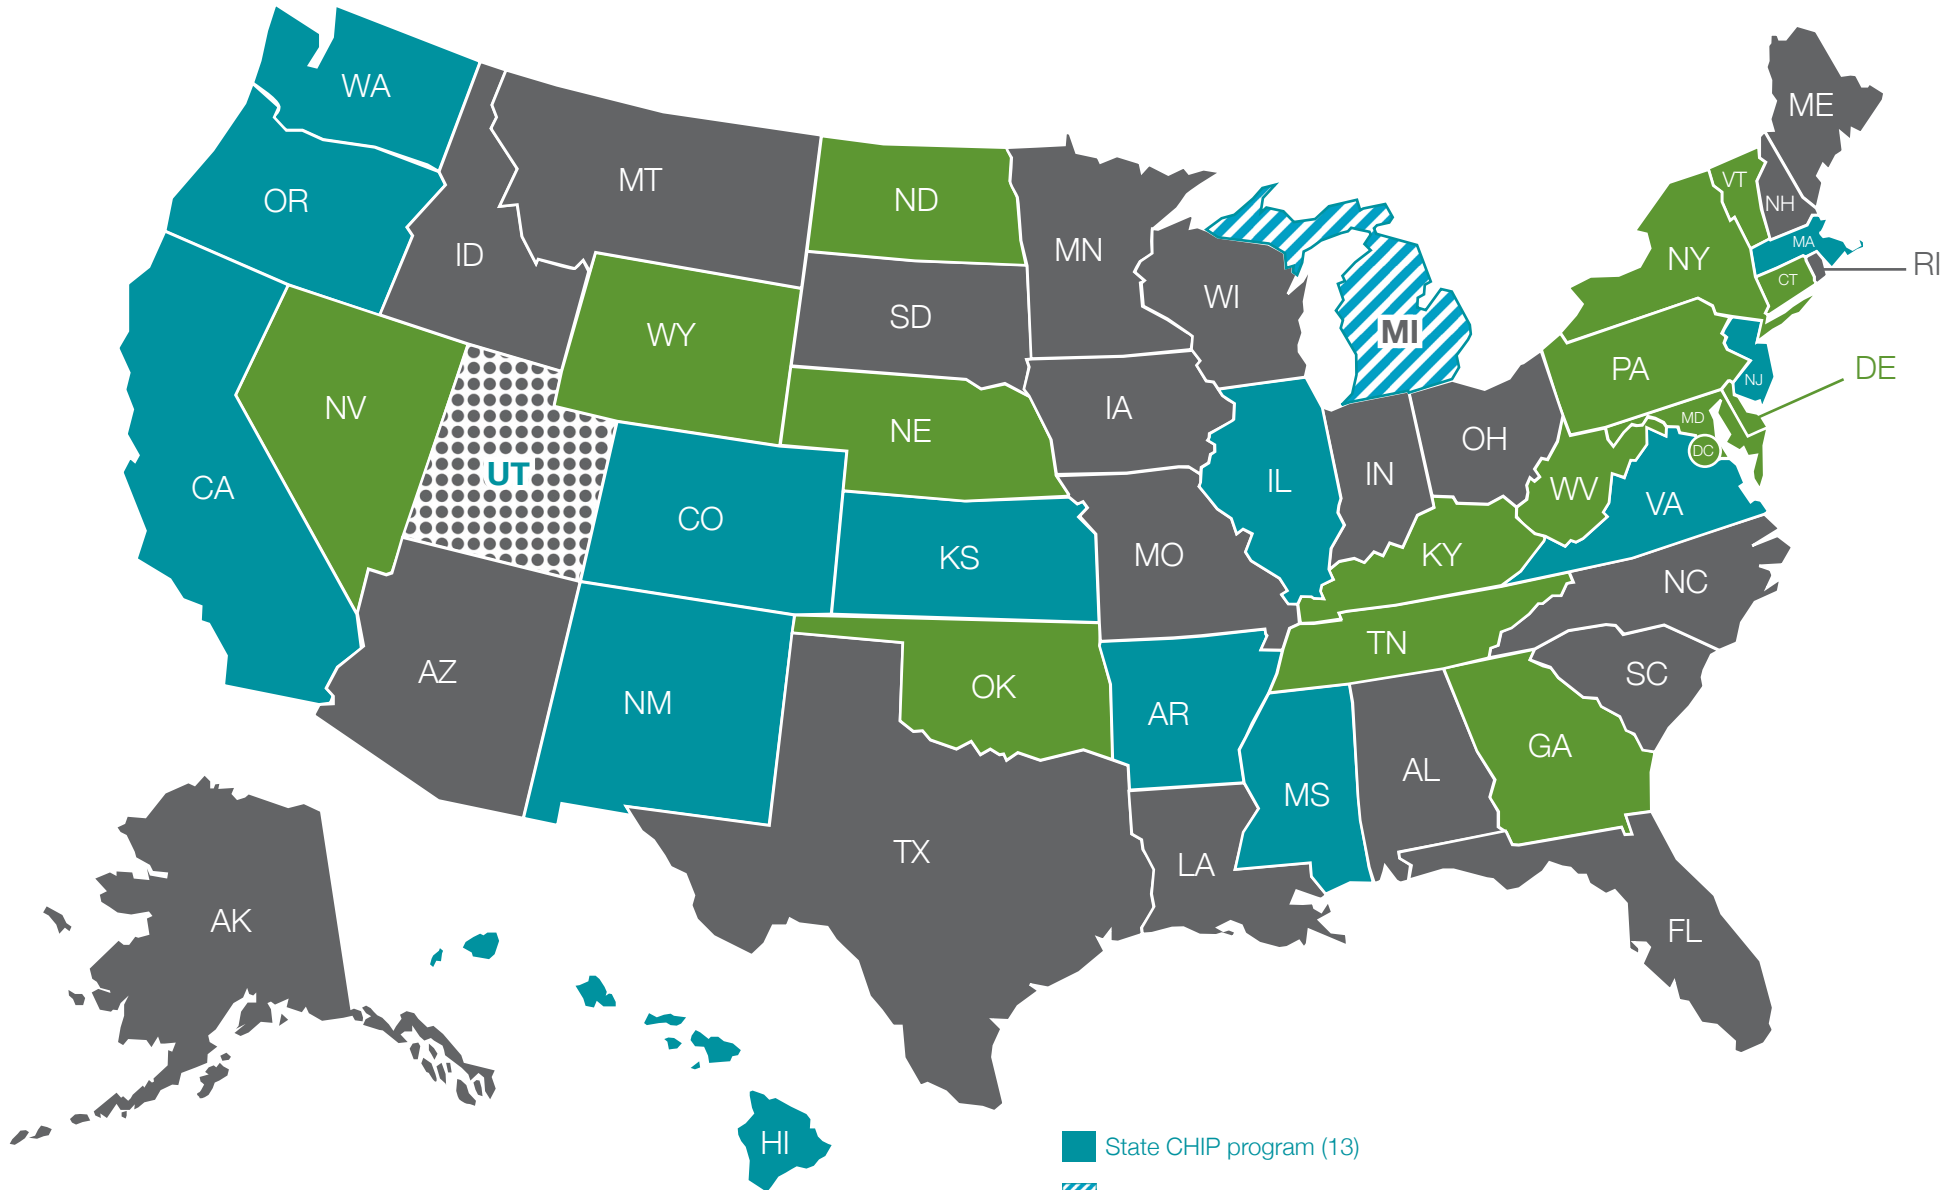 WA
ME
MT
VT
OR
ND
NH
MN
MA
ID
NY
RI
CT
WI
SD
WY
MI
PA
DE
NJ
NV
IA
NE
MD
OH
DC
UT
IN
IL
CA
WV
VA
CO
KS
MO
KY
NC
TN
AZ
SC
OK
NM
AR
GA
AL
MS
TX
LA
AK
FL
HI
State CHIP program (13)